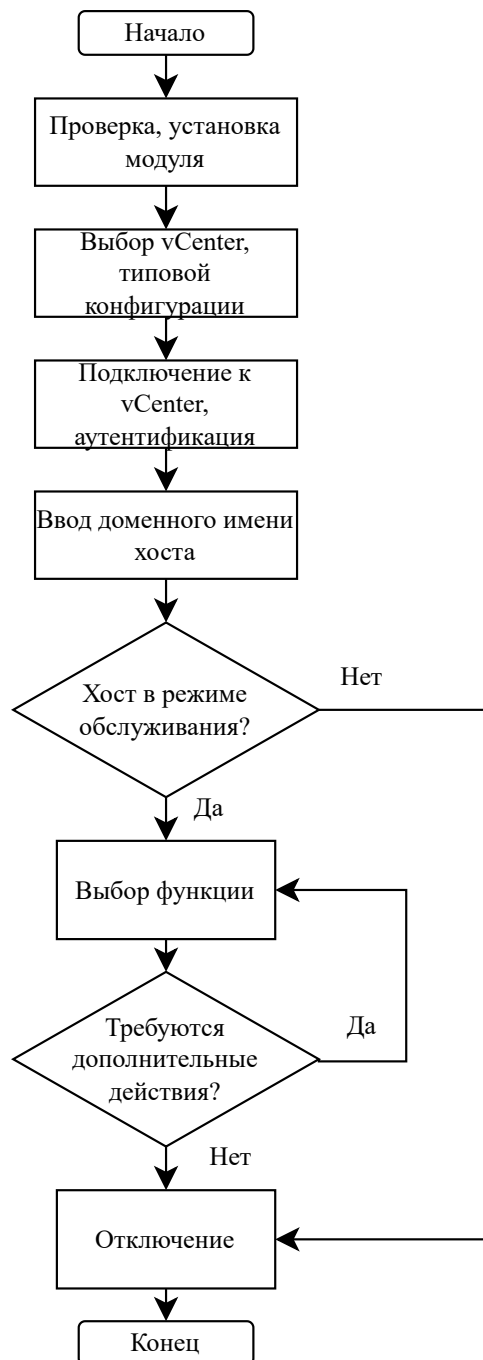 Начало
Проверка, установка
модуля
Выбор vCenter,
типовой
конфигурации
Подключение к
vCenter,
аутентификация
Ввод доменного имени
хоста
Хост в режиме
обслуживания?
Нет
Да
Выбор функции
Требуются
дополнительные
действия?
Да
Нет
Отключение
Конец